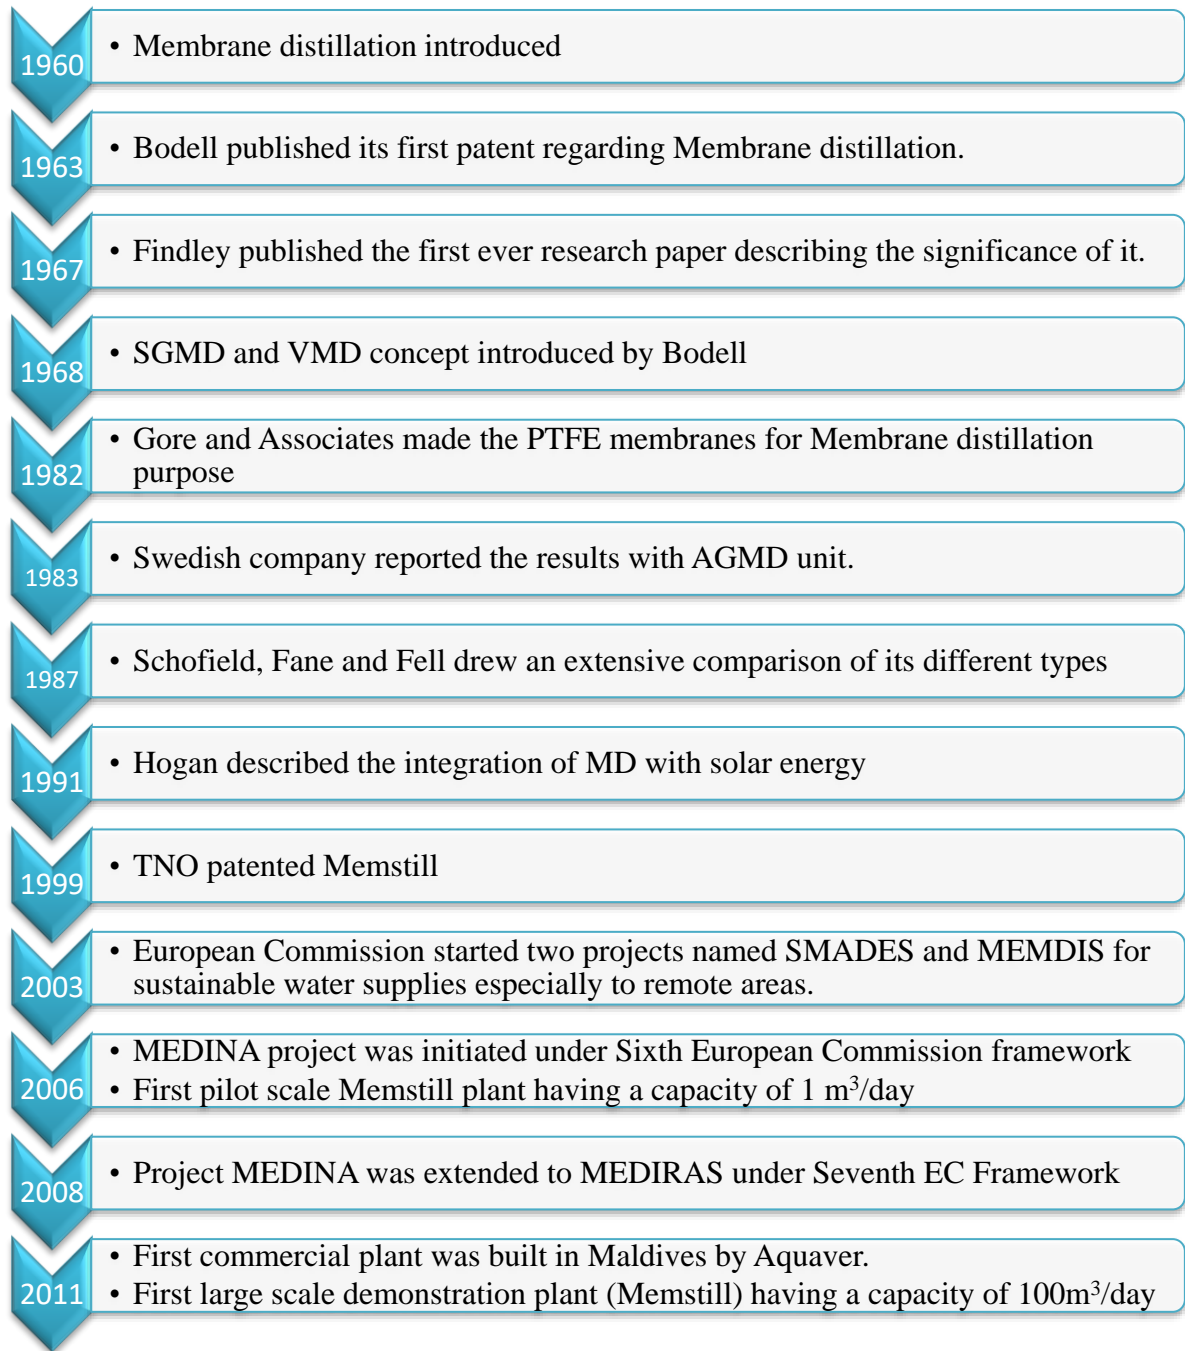 1960
• Membrane distillation introduced
1963
• Bodell published its first patent regarding Membrane distillation.
1967
• Findley published the first ever research paper describing the significance of it.
1968
• SGMD and VMD concept introduced by Bodell
1982
• Gore and Associates made the PTFE membranes for Membrane distillation
purpose
1983
• Swedish company reported the results with AGMD unit.
1987
• Schofield, Fane and Fell drew an extensive comparison of its different types
1991
• Hogan described the integration of MD with solar energy
1999
• TNO patented Memstill
2003
• European Commission started two projects named SMADES and MEMDIS for
sustainable water supplies especially to remote areas.
2006
• MEDINA project was initiated under Sixth European Commission framework
• First pilot scale Memstill plant having a capacity of 1 m³/day
2008
• Project MEDINA was extended to MEDIRAS under Seventh EC Framework
2011
• First commercial plant was built in Maldives by Aquaver.
• First large scale demonstration plant (Memstill) having a capacity of 100m³/day